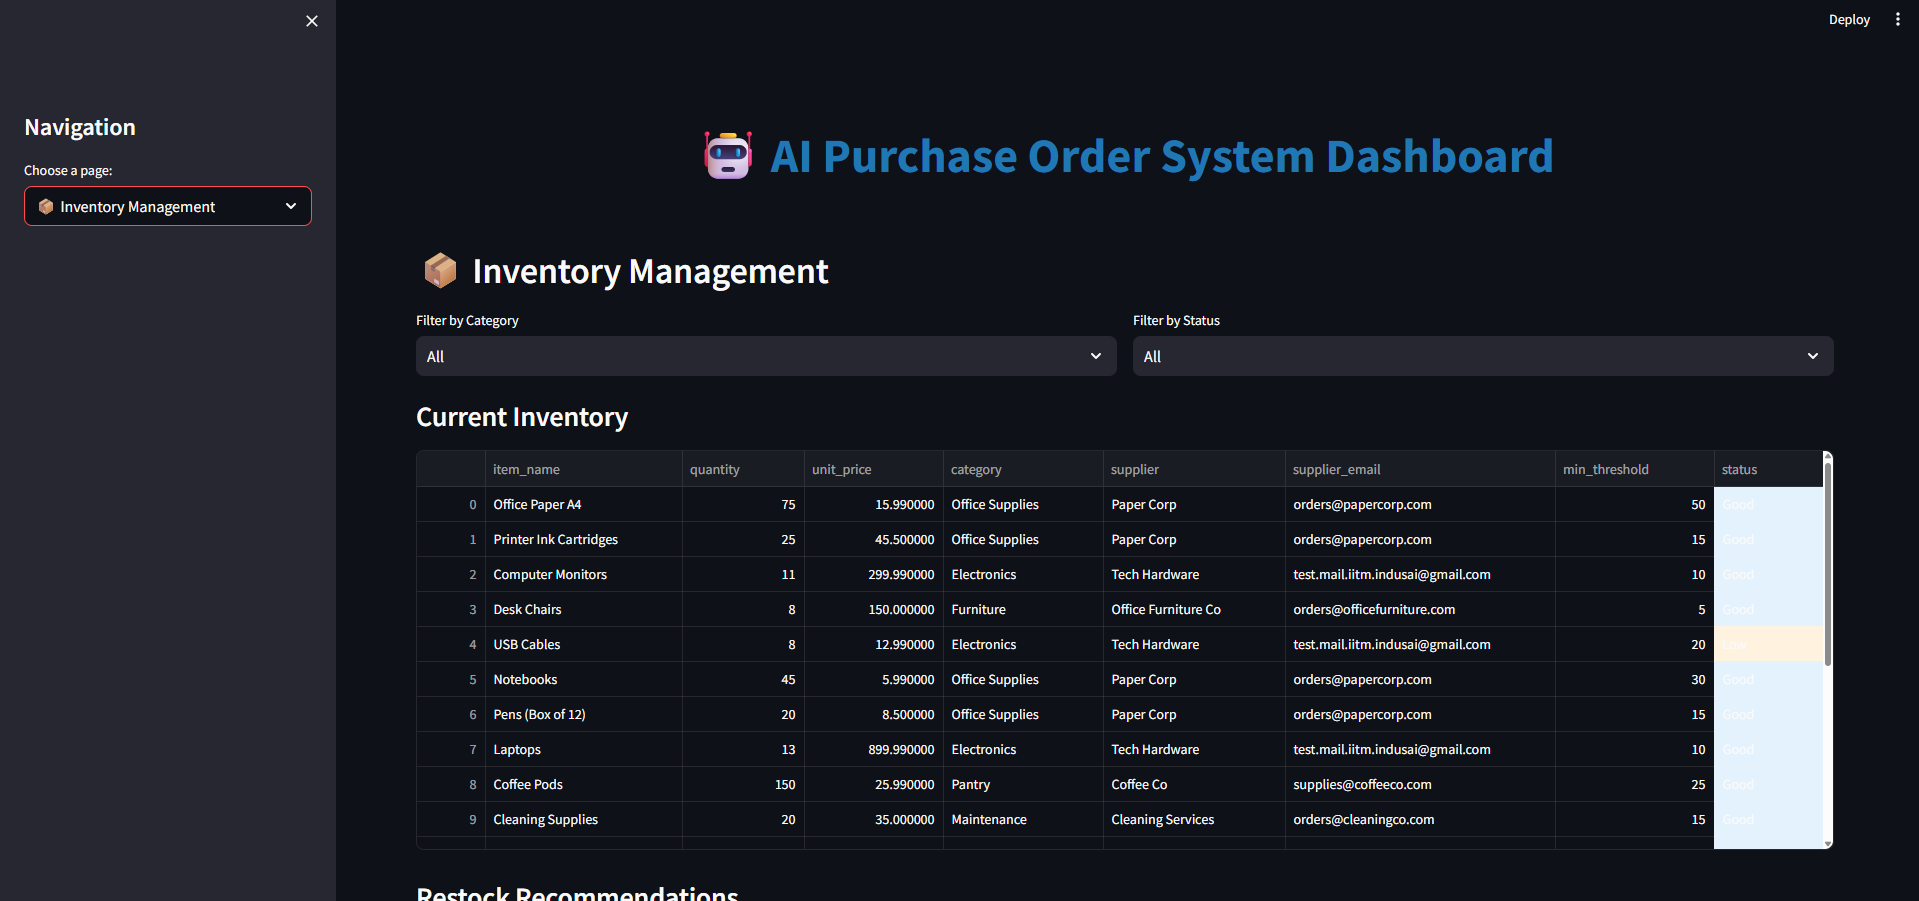 Deploy
Navigation
Choose a page:
Inventory Management
AI Purchase Order System Dashboard
Inventory Management
Filter by Category Filter by Status
All All
Current Inventory
item_name quantity unit_price category supplier supplier_email min_threshold status
0 Office Paper A4 75 15.990000 Office Supplies Paper Corp orders@papercorp.com 50 Good
1 Printer Ink Cartridges 25 45.500000 Office Supplies Paper Corp orders@papercorp.com 15 Good
2 Computer Monitors 11 299.990000 Electronics Tech Hardware test.mail.iitm.indusai@gmail.com 10 Good
3 Desk Chairs 8 150.000000 Furniture Office Furniture Co orders@officefurniture.com 5 Good
4 USB Cables 8 12.990000 Electronics Tech Hardware test.mail.iitm.indusai@gmail.com 20 Low
5 Notebooks 45 5.990000 Office Supplies Paper Corp orders@papercorp.com 30 Good
6 Pens (Box of 12) 20 8.500000 Office Supplies Paper Corp orders@papercorp.com 15 Good
7 Laptops 13 899.990000 Electronics Tech Hardware test.mail.iitm.indusai@gmail.com 10 Good
8 Coffee Pods 150 25.990000 Pantry Coffee Co supplies@coffeeco.com 25 Good
9 Cleaning Supplies 20 35.000000 Maintenance Cleaning Services orders@cleaningco.com 15 Good
Restock Recommendations